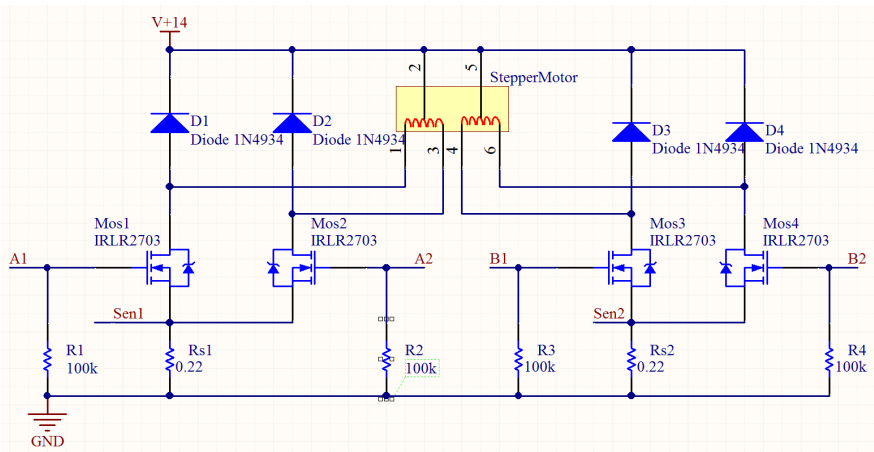 V+14
2
5
StepperMotor
D1
Diode 1N4934
D2
Diode 1N4934
D3
Diode 1N4934
D4
Diode 1N4934
1
3
4
6
Mos1
IRLR2703
Mos2
IRLR2703
Mos3
IRLR2703
Mos4
IRLR2703
A1
A2
B1
B2
Sen1
Sen2
R1
100k
Rs1
0.22
R2
100k
R3
100k
Rs2
0.22
R4
100k
GND